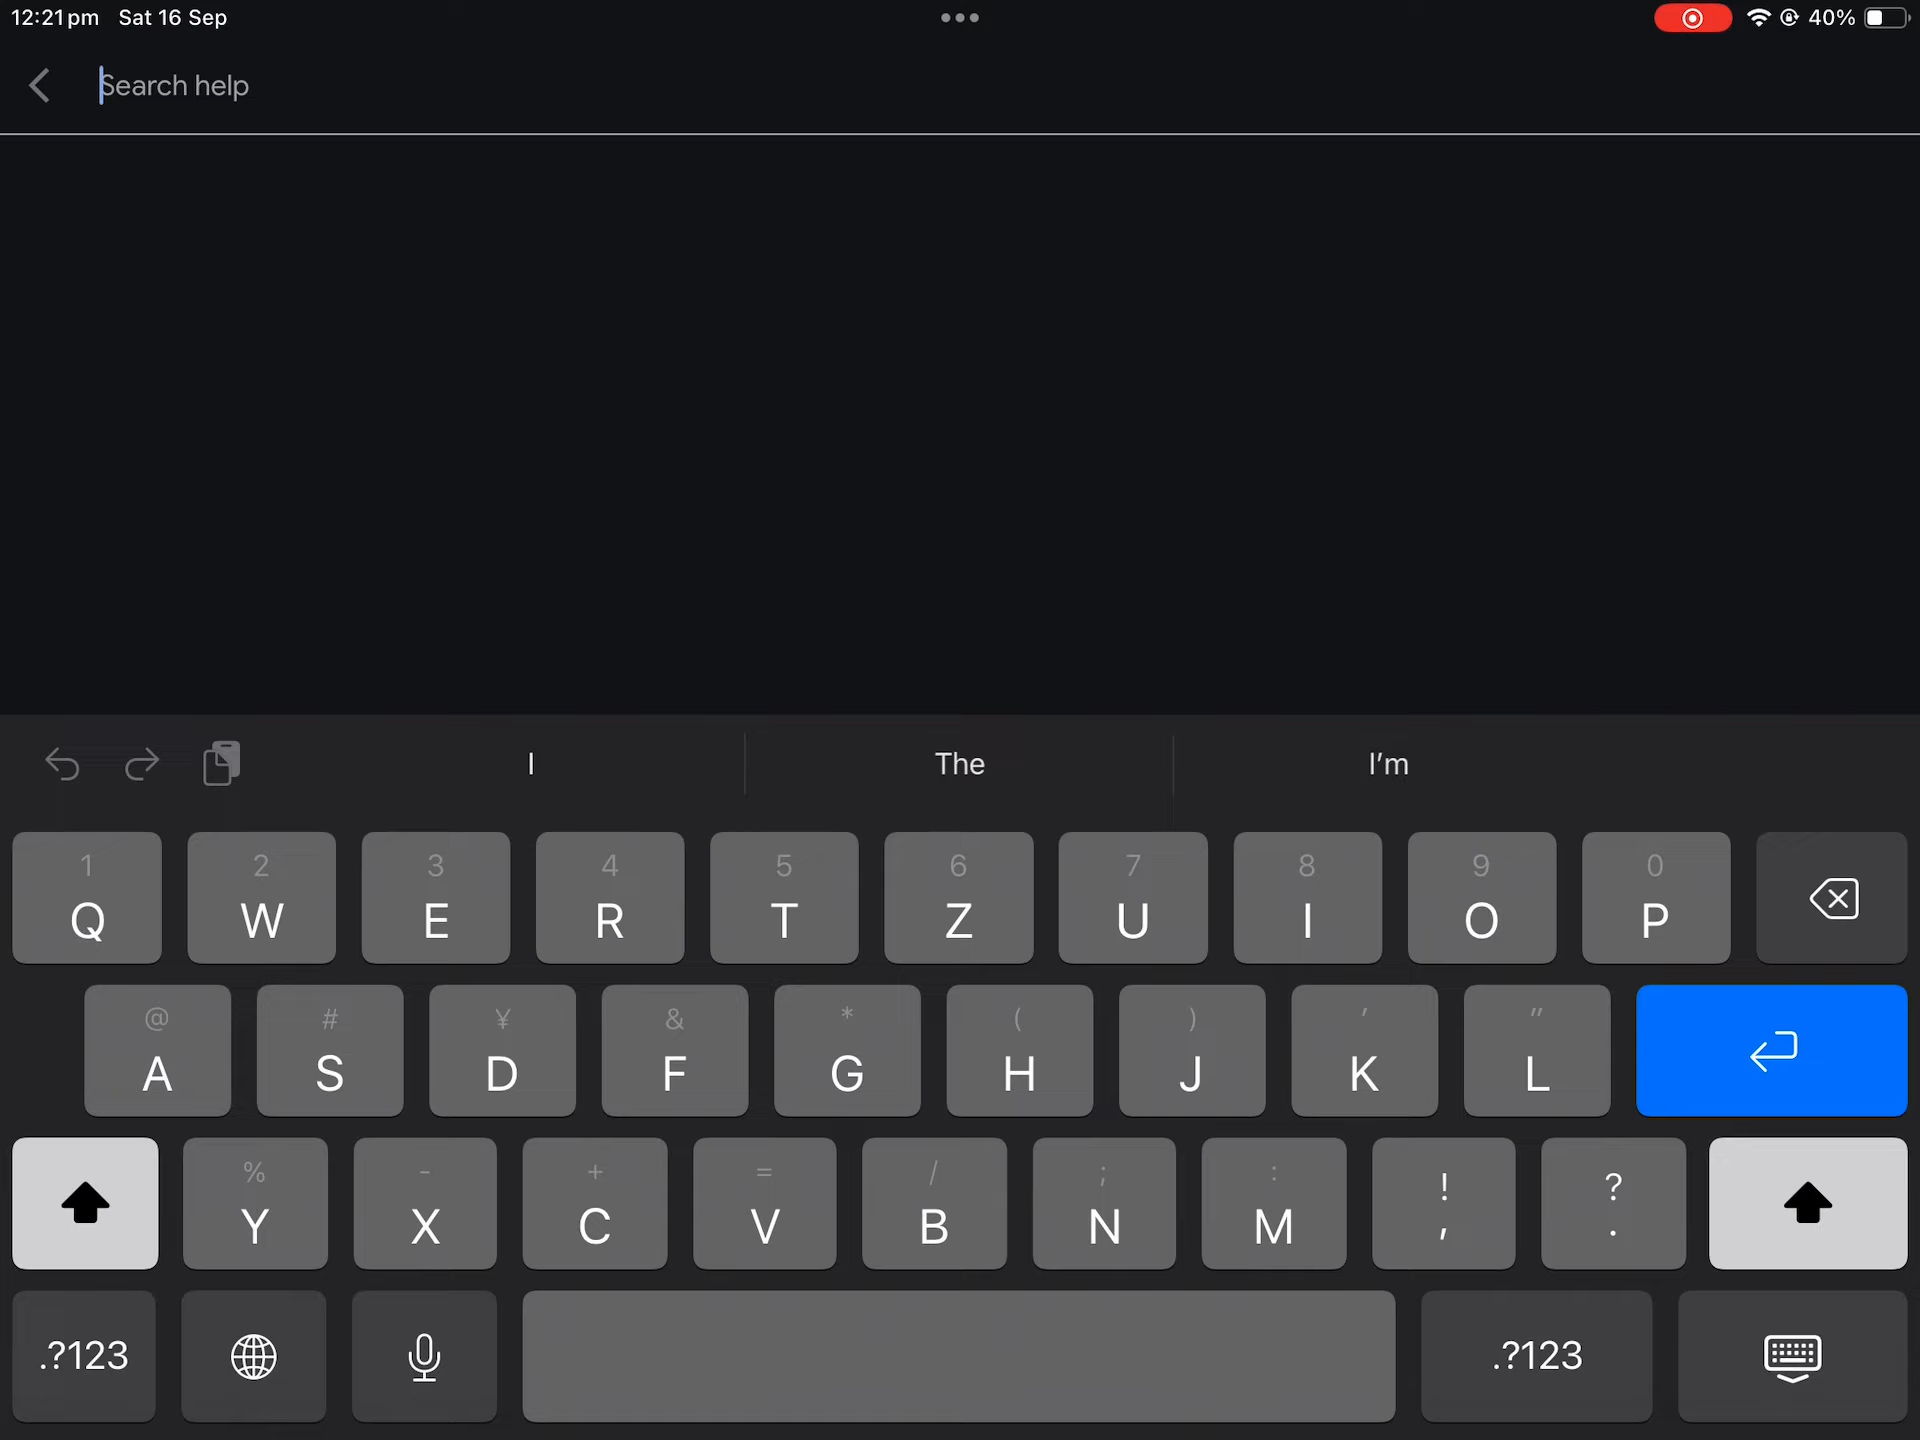 12:21 pm Sat 16 Sep
40%
Search help
I The I'm
1 2 3 4 5 6 7 8 9 0
Q W E R T Z U I O P
@ # ¥ & * ( ) ' "
A S D F G H J K L
% - + = / ; : ! ?
Y X C V B N M , .
.?123 .?123